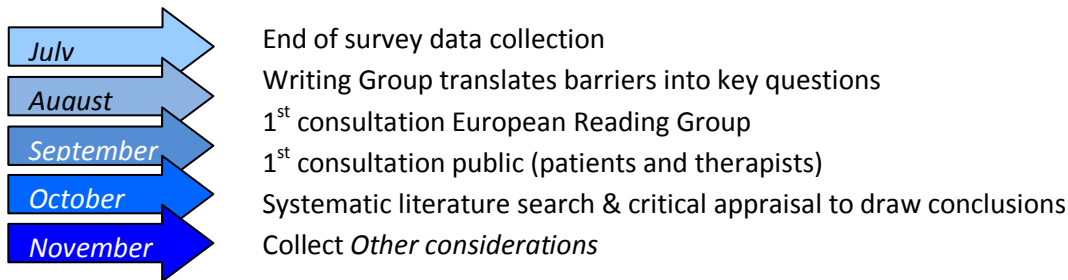 July
End of survey data collection
Writing Group translates barriers into key questions
August
1st consultation European Reading Group
September
1st consultation public (patients and therapists)
October
Systematic literature search & critical appraisal to draw conclusions
November
Collect Other considerations